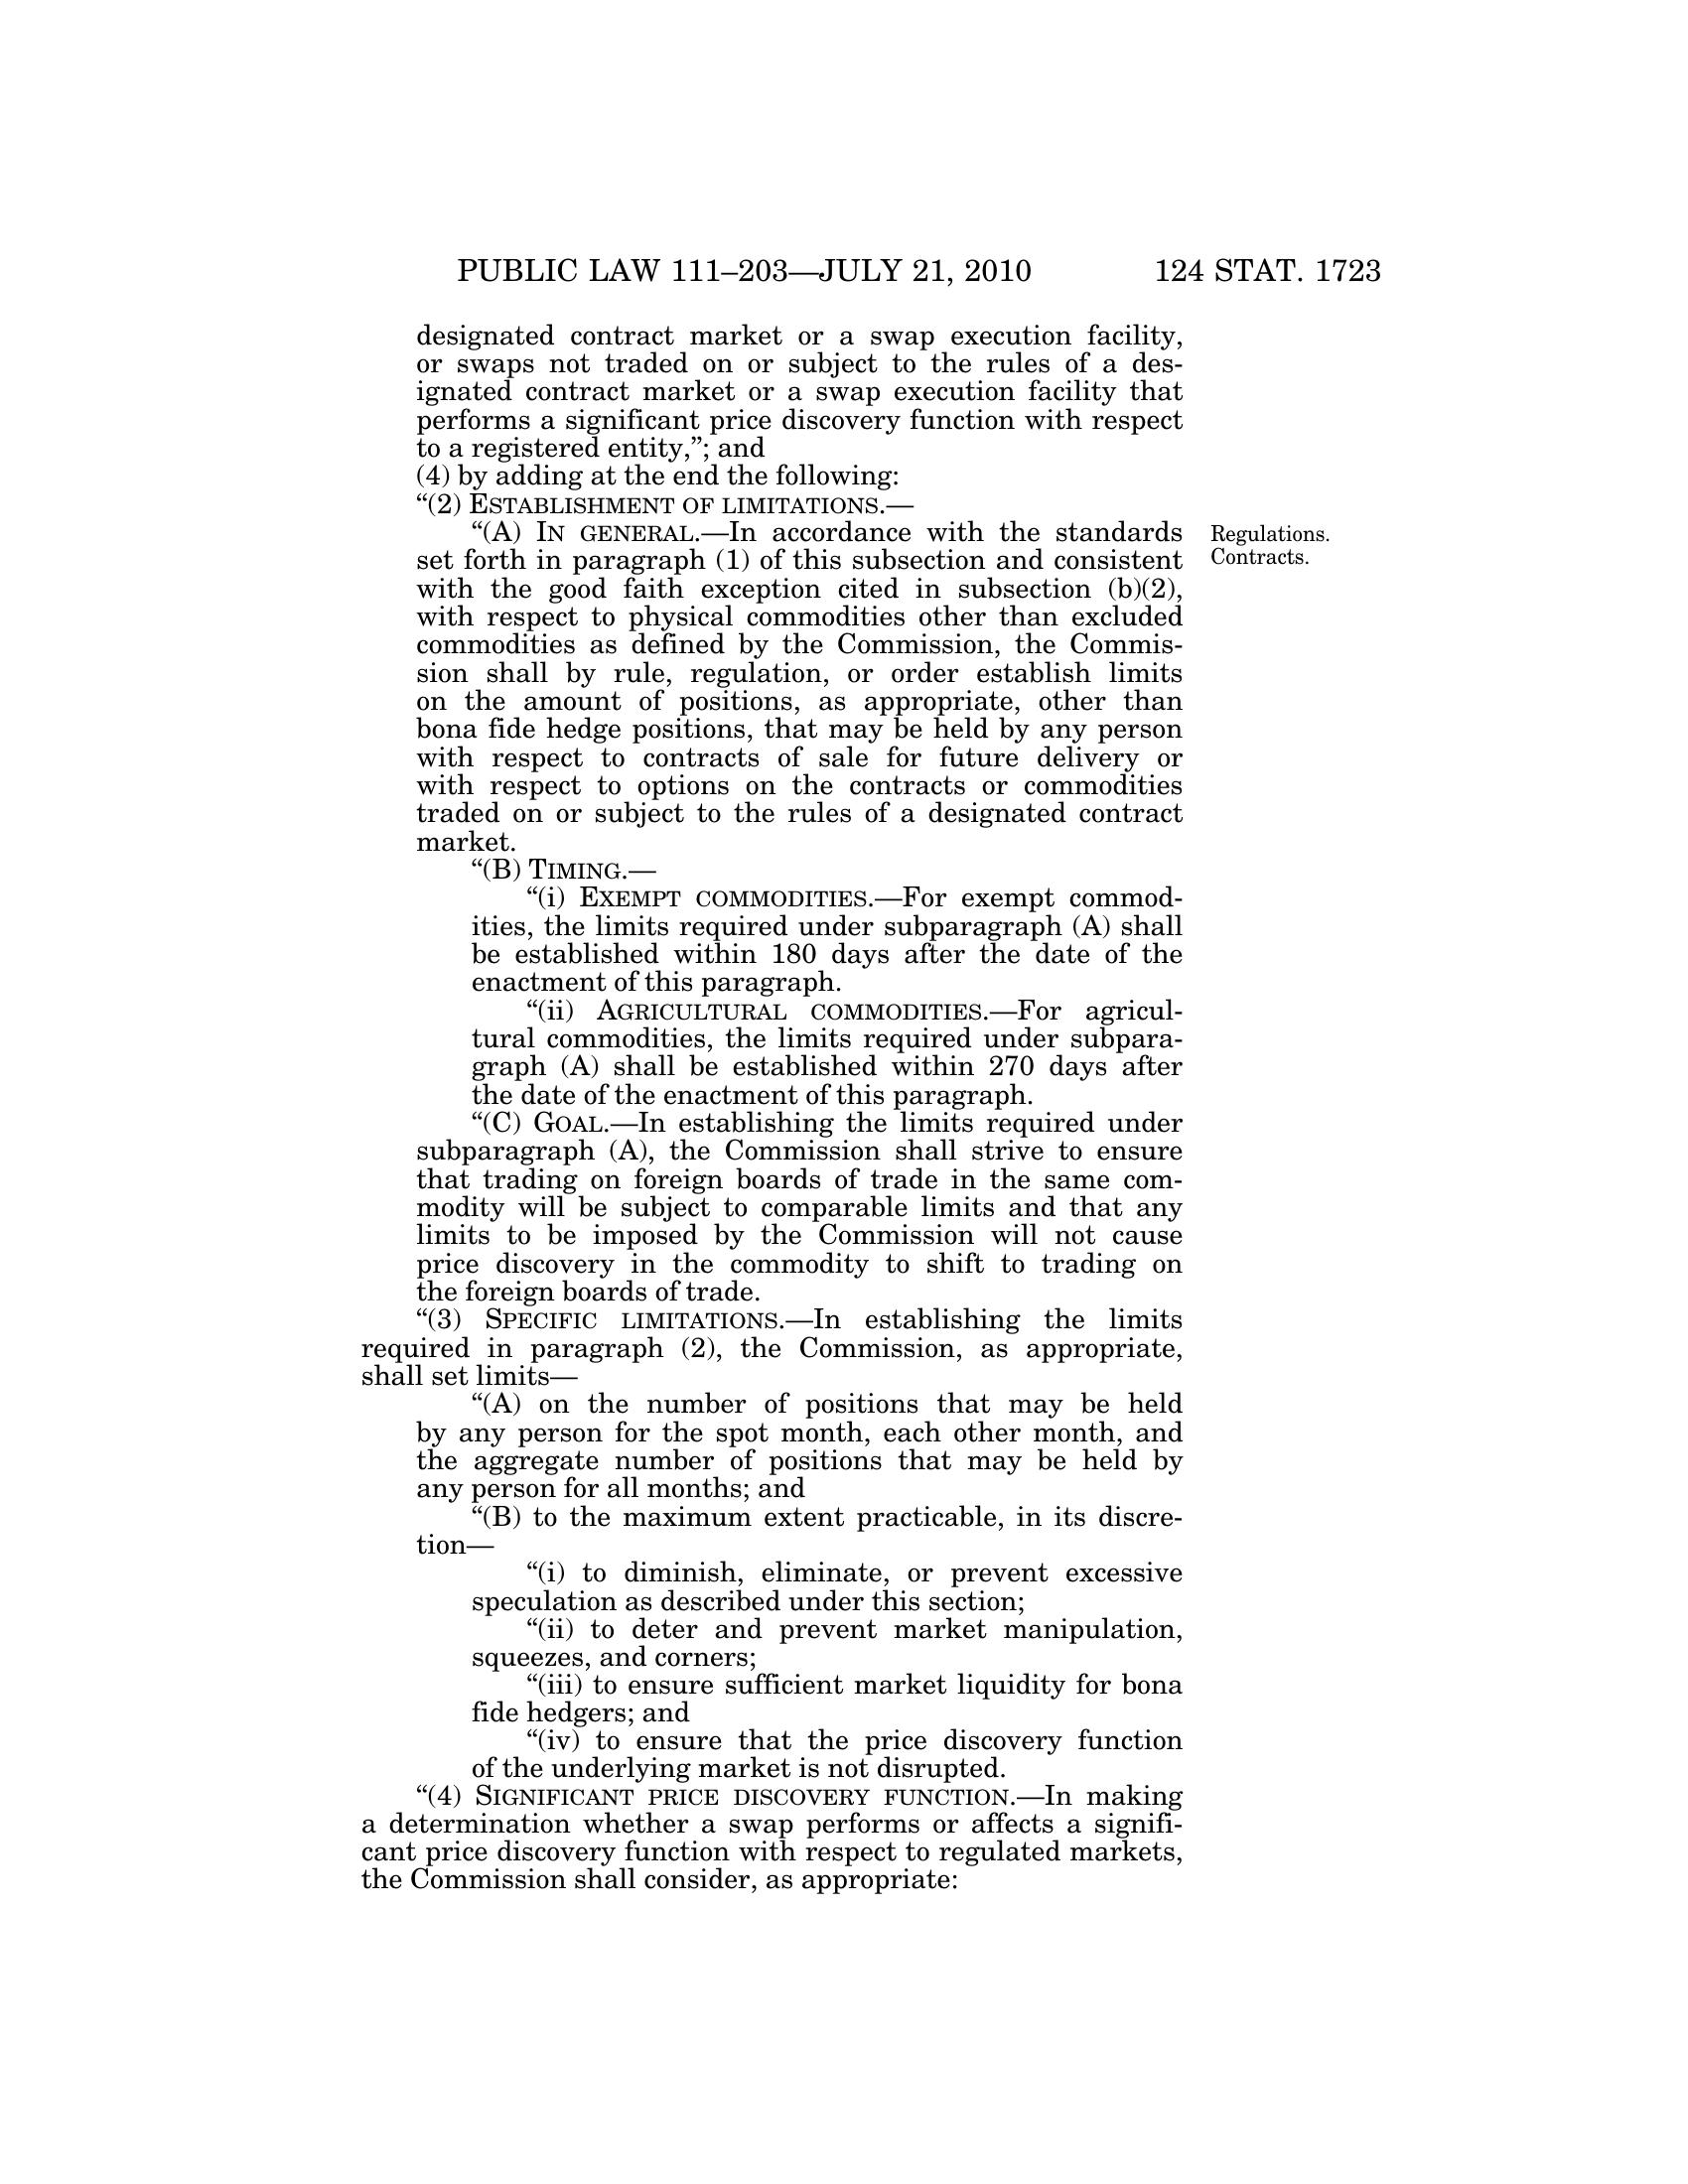 PUBLIC LAW 111–203—JULY 21, 2010 124 STAT. 1723
designated contract market or a swap execution facility,
or swaps not traded on or subject to the rules of a des-
ignated contract market or a swap execution facility that
performs a significant price discovery function with respect
to a registered entity,”; and
(4) by adding at the end the following:
“(2) ESTABLISHMENT OF LIMITATIONS.—
“(A) IN GENERAL.—In accordance with the standards
set forth in paragraph (1) of this subsection and consistent
with the good faith exception cited in subsection (b)(2),
with respect to physical commodities other than excluded
commodities as defined by the Commission, the Commis-
sion shall by rule, regulation, or order establish limits
on the amount of positions, as appropriate, other than
bona fide hedge positions, that may be held by any person
with respect to contracts of sale for future delivery or
with respect to options on the contracts or commodities
traded on or subject to the rules of a designated contract
market.
Regulations.
Contracts.
“(B) TIMING.—
“(i) EXEMPT COMMODITIES.—For exempt commod-
ities, the limits required under subparagraph (A) shall
be established within 180 days after the date of the
enactment of this paragraph.
“(ii) AGRICULTURAL COMMODITIES.—For agricul-
tural commodities, the limits required under subpara-
graph (A) shall be established within 270 days after
the date of the enactment of this paragraph.
“(C) GOAL.—In establishing the limits required under
subparagraph (A), the Commission shall strive to ensure
that trading on foreign boards of trade in the same com-
modity will be subject to comparable limits and that any
limits to be imposed by the Commission will not cause
price discovery in the commodity to shift to trading on
the foreign boards of trade.
“(3) SPECIFIC LIMITATIONS.—In establishing the limits
required in paragraph (2), the Commission, as appropriate,
shall set limits—
“(A) on the number of positions that may be held
by any person for the spot month, each other month, and
the aggregate number of positions that may be held by
any person for all months; and
“(B) to the maximum extent practicable, in its discre-
tion—
“(i) to diminish, eliminate, or prevent excessive
speculation as described under this section;
“(ii) to deter and prevent market manipulation,
squeezes, and corners;
“(iii) to ensure sufficient market liquidity for bona
fide hedgers; and
“(iv) to ensure that the price discovery function
of the underlying market is not disrupted.
“(4) SIGNIFICANT PRICE DISCOVERY FUNCTION.—In making
a determination whether a swap performs or affects a signifi-
cant price discovery function with respect to regulated markets,
the Commission shall consider, as appropriate: